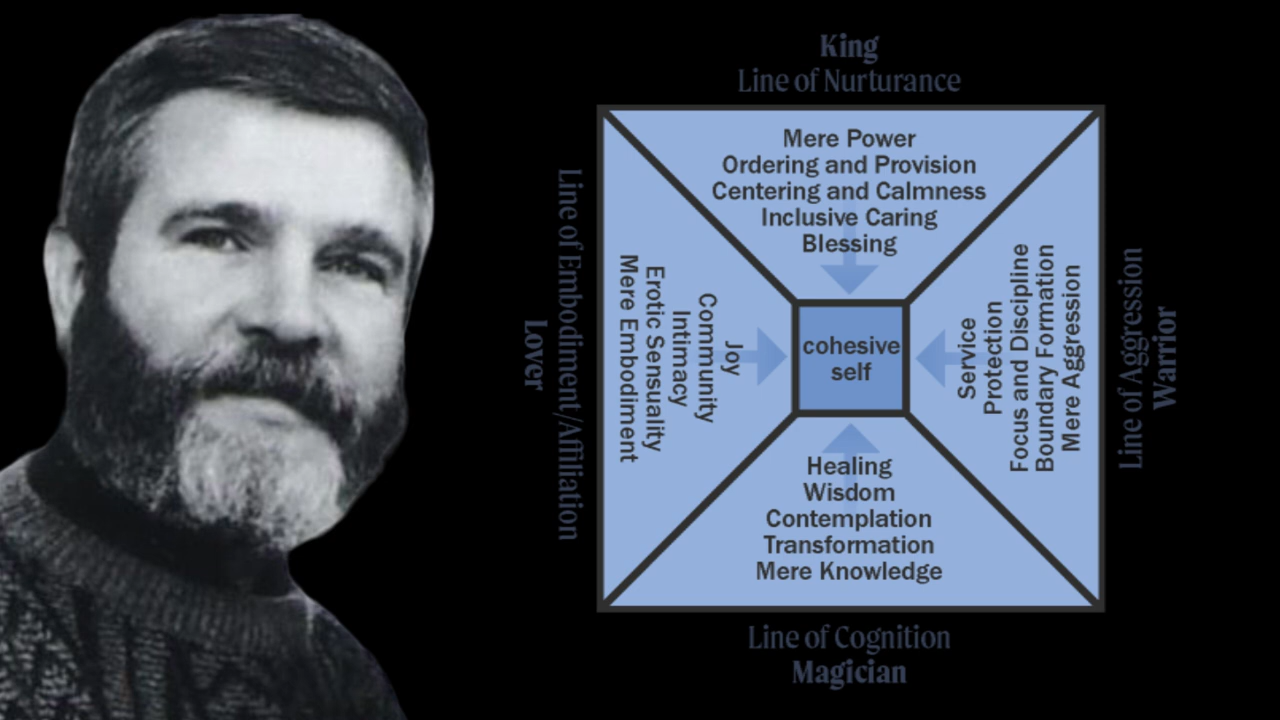 King
Line of Nurturance
Mere Power
Ordering and Provision
Centering and Calmness
Inclusive Caring
Blessing
Lover
Line of Embodiment/Affiliation
Mere Embodiment
Erotic Sensuality
Intimacy
Community
Joy
cohesive
self
Service
Protection
Focus and Discipline
Boundary Formation
Mere Aggression
Line of Aggression
Warrior
Healing
Wisdom
Contemplation
Transformation
Mere Knowledge
Line of Cognition
Magician